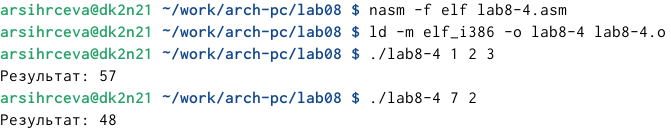 arsihrceva@dk2n21 ~/work/arch-pc/lab08 $ nasm -f elf lab8-4.asm
arsihrceva@dk2n21 ~/work/arch-pc/lab08 $ ld -m elf_i386 -o lab8-4 lab8-4.o
arsihrceva@dk2n21 ~/work/arch-pc/lab08 $ ./lab8-4 1 2 3
Результат: 57
arsihrceva@dk2n21 ~/work/arch-pc/lab08 $ ./lab8-4 7 2
Результат: 48